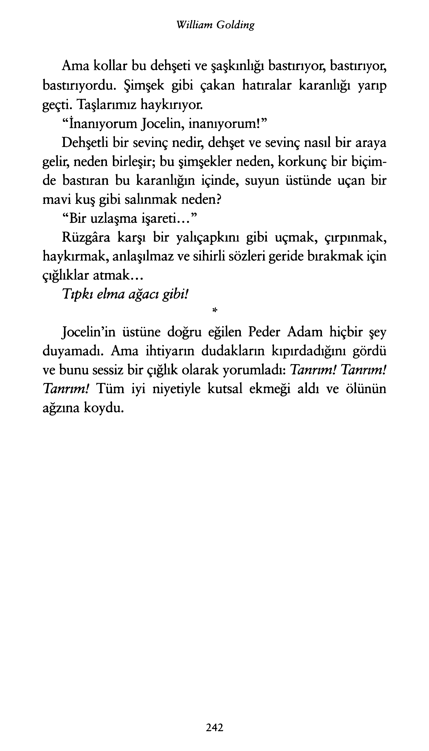 William Golding
Ama kollar bu dehşeti ve şaşkınlığı bastırıyor, bastırıyor,
bastırıyordu. Şimşek gibi çakan hatıralar karanlığı yarıp
geçti. Taşlarımız haykırıyor.
“İnanıyorum Jocelin, inanıyorum!”
Dehşetli bir sevinç nedir, dehşet ve sevinç nasıl bir araya
gelir, neden birleşir; bu şimşekler neden, korkunç bir biçim-
de bastıran bu karanlığın içinde, suyun üstünde uçan bir
mavi kuş gibi salınmak neden?
“Bir uzlaşma işareti...”
Rüzgâra karşı bir yalıçapkını gibi uçmak, çırpınmak,
haykırmak, anlaşılmaz ve sihirli sözleri geride bırakmak için
çığlıklar atmak...
Tıpkı elma ağacı gibi!
*
Jocelin’in üstüne doğru eğilen Peder Adam hiçbir şey
duyamadı. Ama ihtiyarın dudakların kıpırdadığını gördü
ve bunu sessiz bir çığlık olarak yorumladı: Tanrım! Tanrım!
Tanrım! Tüm iyi niyetiyle kutsal ekmeği aldı ve ölünün
ağzına koydu.
242